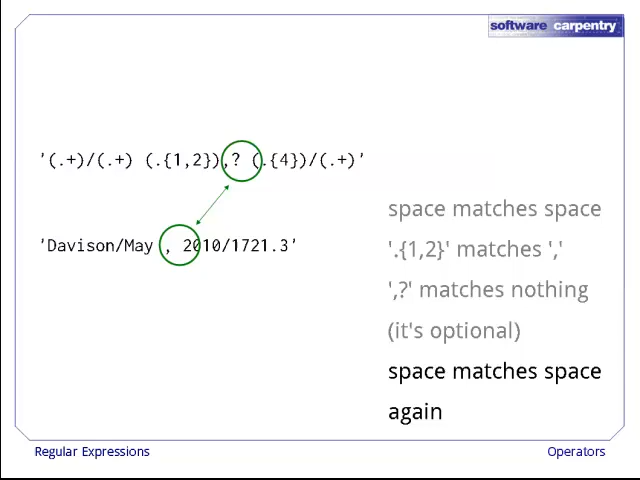 software carpentry
'(.+)/(.+) (.{1,2}),? (.{4})/(.+)'
'Davison/May , 2010/1721.3'
space matches space
'.{1,2}' matches ','
',?' matches nothing
(it's optional)
space matches space
again
Regular Expressions
Operators